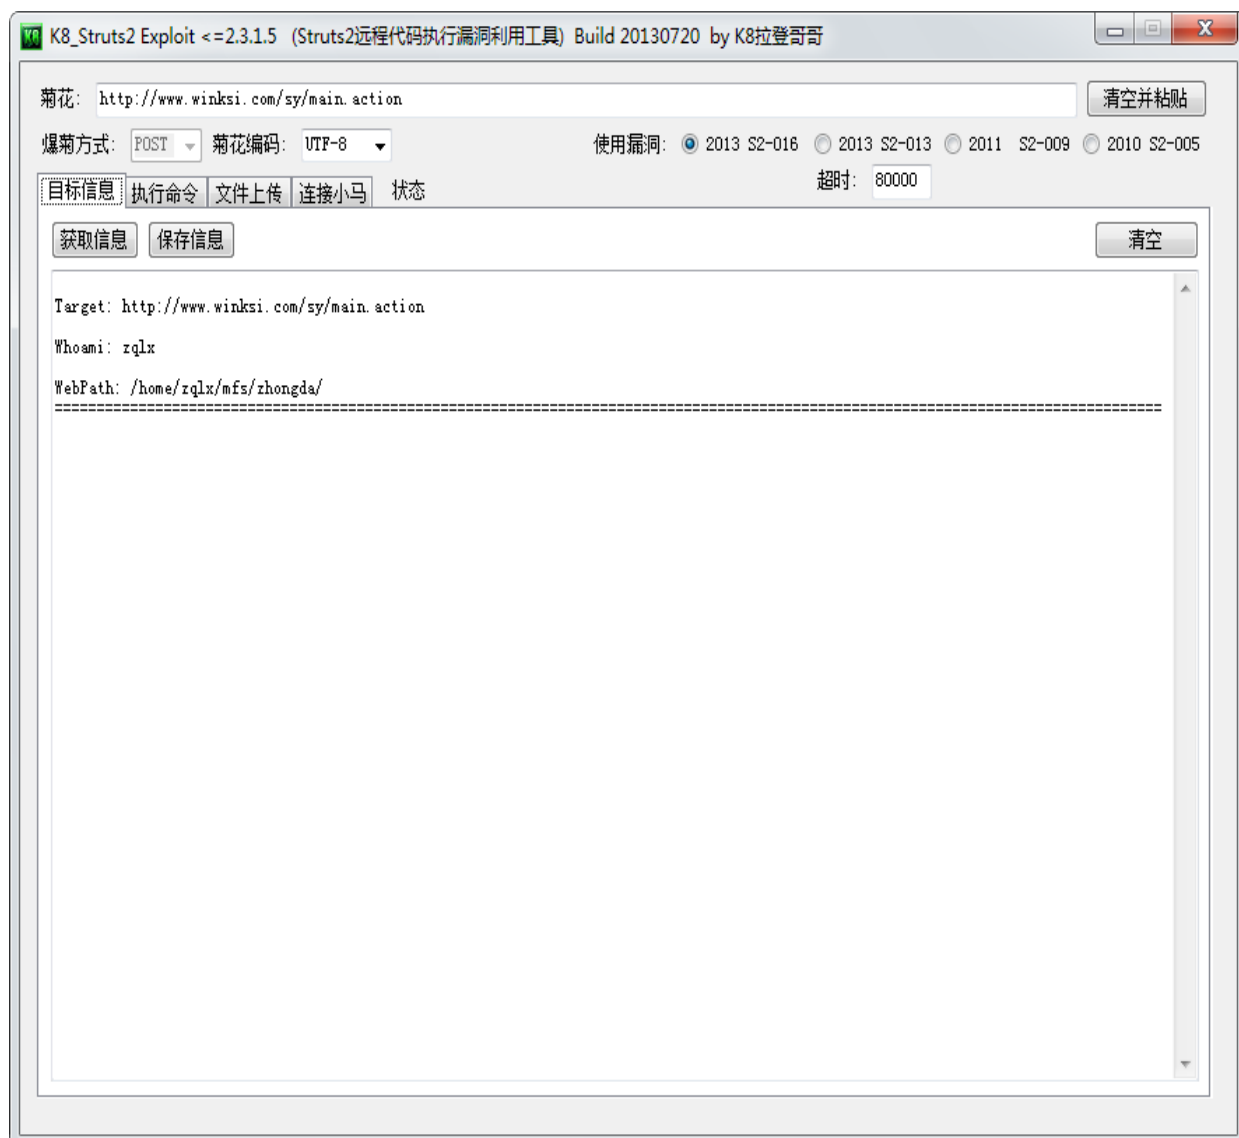 K8 K8_Struts2 Exploit <=2.3.1.5 (Struts2远程代码执行漏洞利用工具) Build 20130720 by K8拉登哥哥
菊花: http://www.winksi.com/sy/main.action 清空并粘贴
爆菊方式: POST 菊花编码: UTF-8 使用漏洞: 2013 S2-016 2013 S2-013 2011 S2-009 2010 S2-005
目标信息 执行命令 文件上传 连接小马 状态 超时: 80000
获取信息 保存信息 清空
Target: http://www.winksi.com/sy/main.action
Whoami: zqlx
WebPath: /home/zqlx/mfs/zhongda/